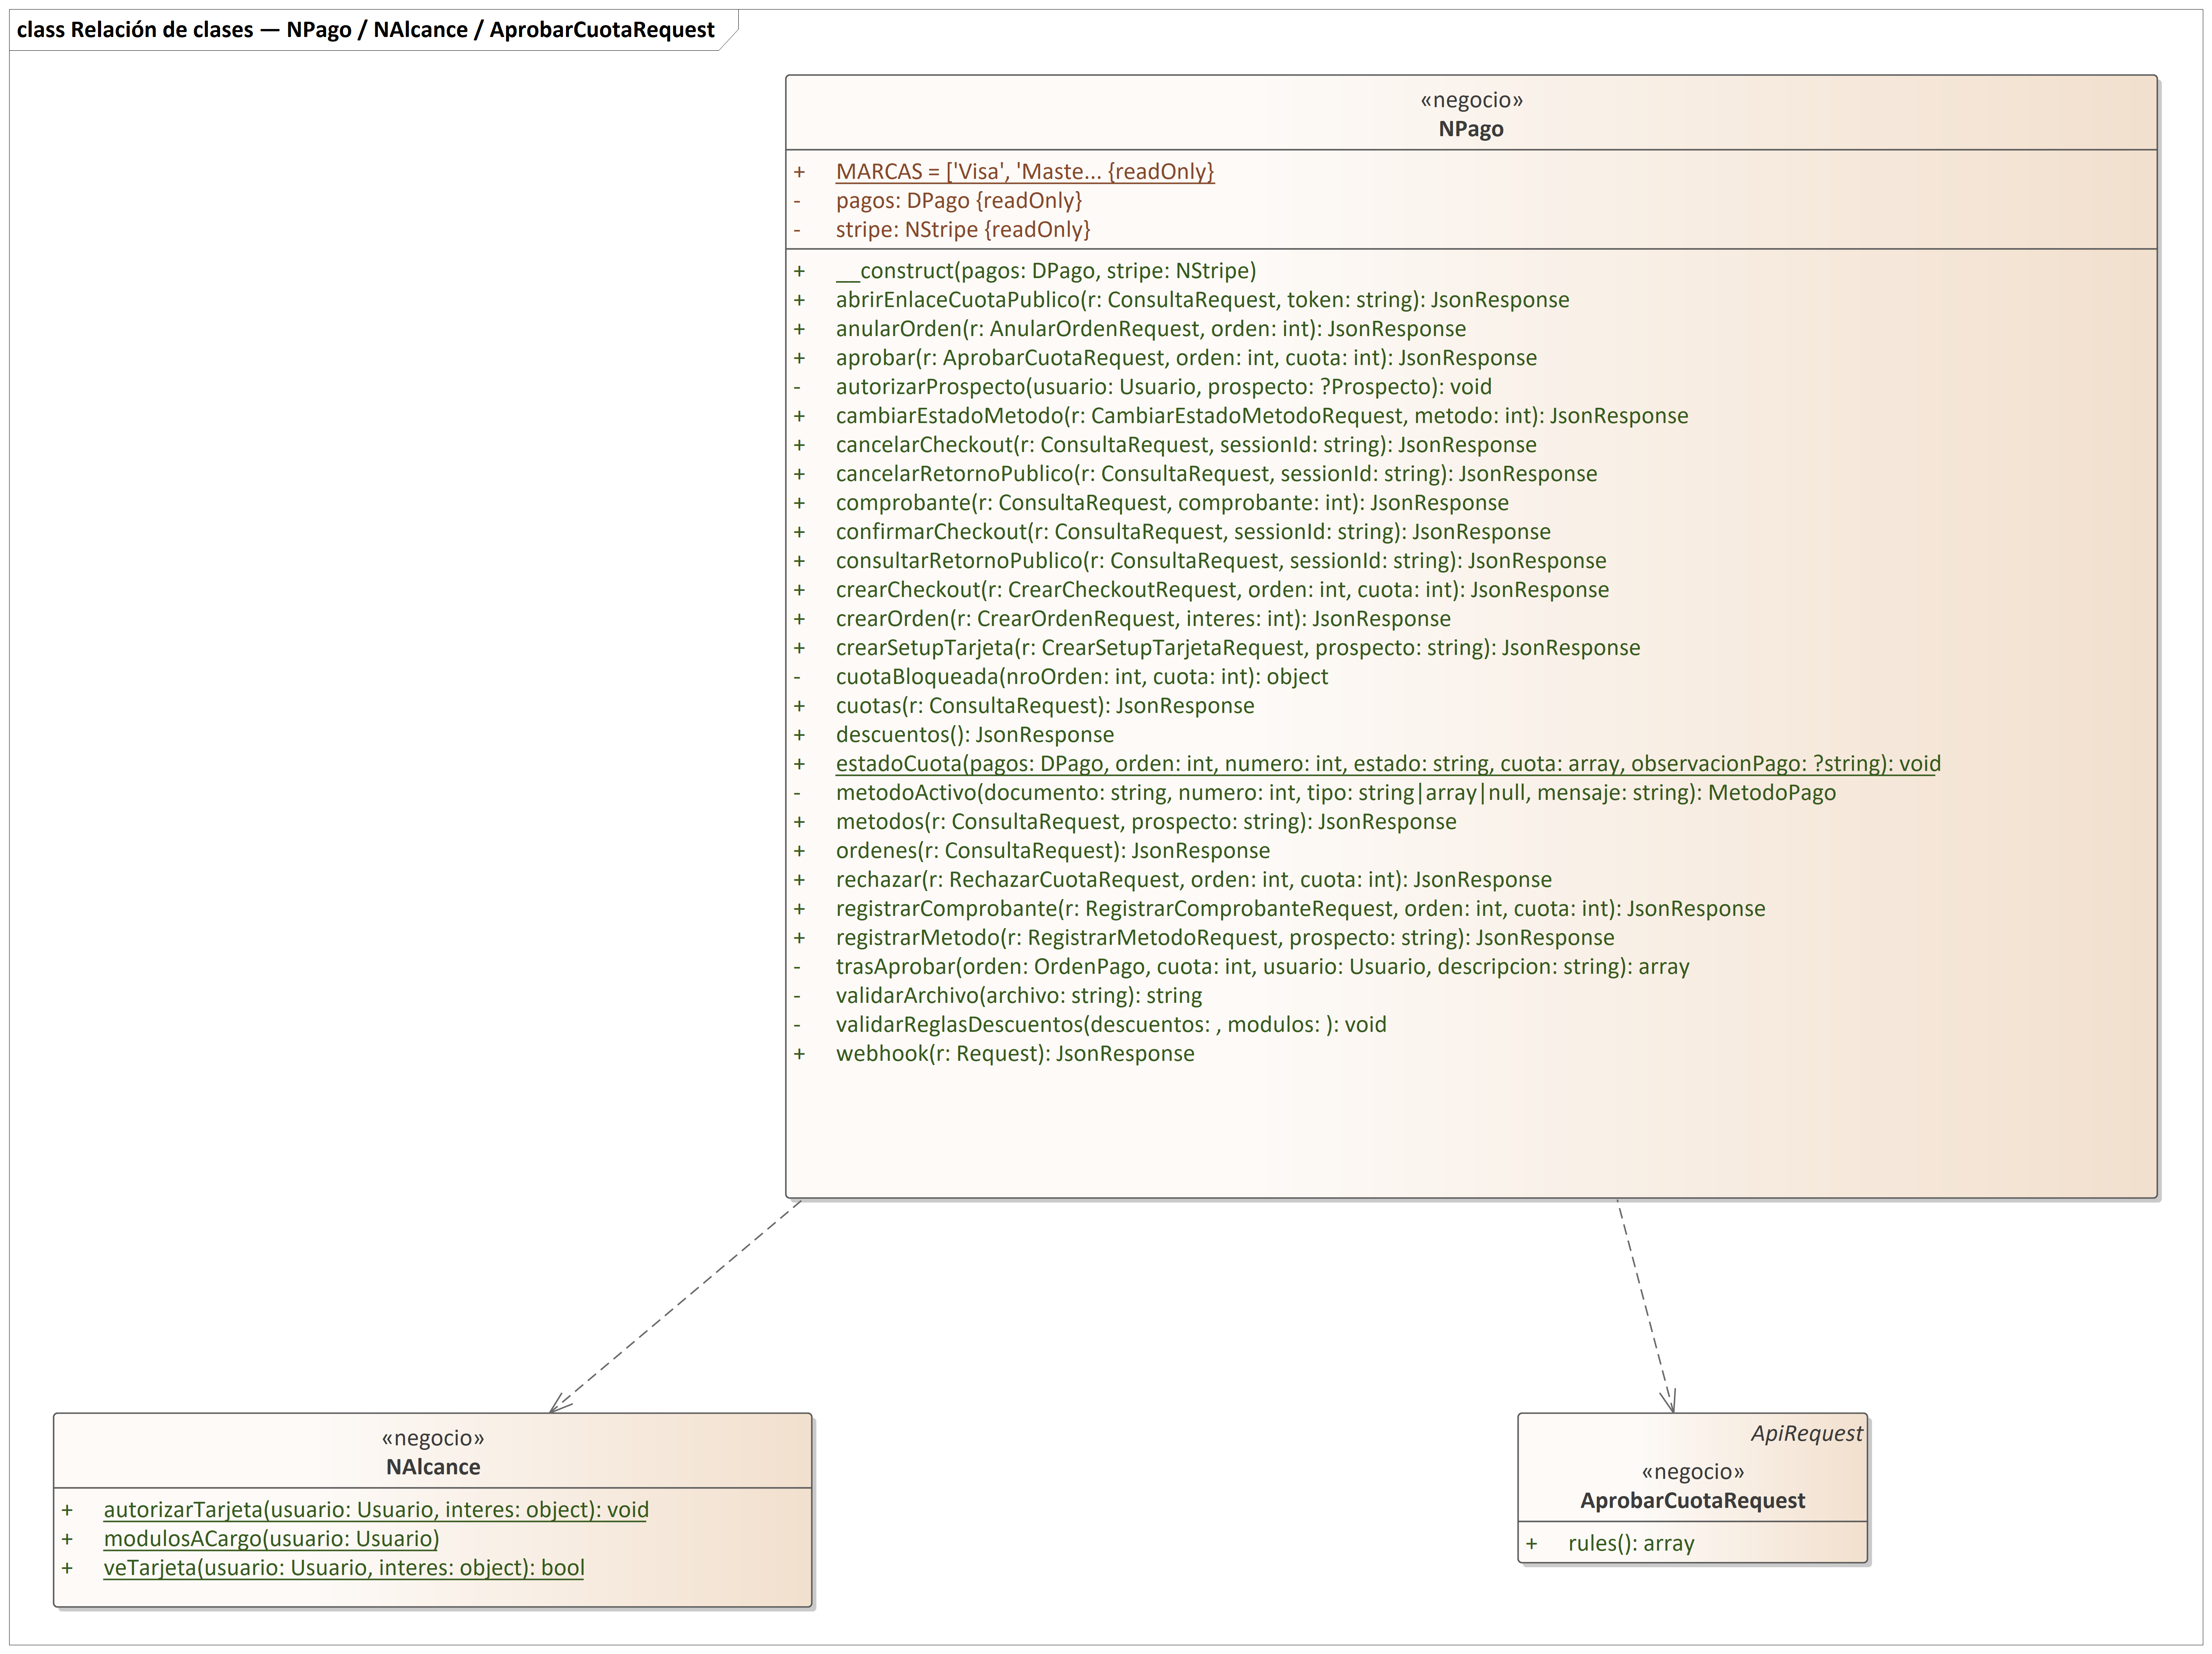 class Relación de clases — NPago / NAlcance / AprobarCuotaRequest
«negocio»
NPago
+ MARCAS = ['Visa', 'Maste... {readOnly}
- pagos: DPago {readOnly}
- stripe: NStripe {readOnly}
+ __construct(pagos: DPago, stripe: NStripe)
+ abrirEnlaceCuotaPublico(r: ConsultaRequest, token: string): JsonResponse
+ anularOrden(r: AnularOrdenRequest, orden: int): JsonResponse
+ aprobar(r: AprobarCuotaRequest, orden: int, cuota: int): JsonResponse
- autorizarProspecto(usuario: Usuario, prospecto: ?Prospecto): void
+ cambiarEstadoMetodo(r: CambiarEstadoMetodoRequest, metodo: int): JsonResponse
+ cancelarCheckout(r: ConsultaRequest, sessionId: string): JsonResponse
+ cancelarRetornoPublico(r: ConsultaRequest, sessionId: string): JsonResponse
+ comprobante(r: ConsultaRequest, comprobante: int): JsonResponse
+ confirmarCheckout(r: ConsultaRequest, sessionId: string): JsonResponse
+ consultarRetornoPublico(r: ConsultaRequest, sessionId: string): JsonResponse
+ crearCheckout(r: CrearCheckoutRequest, orden: int, cuota: int): JsonResponse
+ crearOrden(r: CrearOrdenRequest, interes: int): JsonResponse
+ crearSetupTarjeta(r: CrearSetupTarjetaRequest, prospecto: string): JsonResponse
- cuotaBloqueada(nroOrden: int, cuota: int): object
+ cuotas(r: ConsultaRequest): JsonResponse
+ descuentos(): JsonResponse
+ estadoCuota(pagos: DPago, orden: int, numero: int, estado: string, cuota: array, observacionPago: ?string): void
- metodoActivo(documento: string, numero: int, tipo: string|array|null, mensaje: string): MetodoPago
+ metodos(r: ConsultaRequest, prospecto: string): JsonResponse
+ ordenes(r: ConsultaRequest): JsonResponse
+ rechazar(r: RechazarCuotaRequest, orden: int, cuota: int): JsonResponse
+ registrarComprobante(r: RegistrarComprobanteRequest, orden: int, cuota: int): JsonResponse
+ registrarMetodo(r: RegistrarMetodoRequest, prospecto: string): JsonResponse
- trasAprobar(orden: OrdenPago, cuota: int, usuario: Usuario, descripcion: string): array
- validarArchivo(archivo: string): string
- validarReglasDescuentos(descuentos: , modulos: ): void
+ webhook(r: Request): JsonResponse
«negocio»
NAlcance
+ autorizarTarjeta(usuario: Usuario, interes: object): void
+ modulosACargo(usuario: Usuario)
+ veTarjeta(usuario: Usuario, interes: object): bool
ApiRequest
«negocio»
AprobarCuotaRequest
+ rules(): array